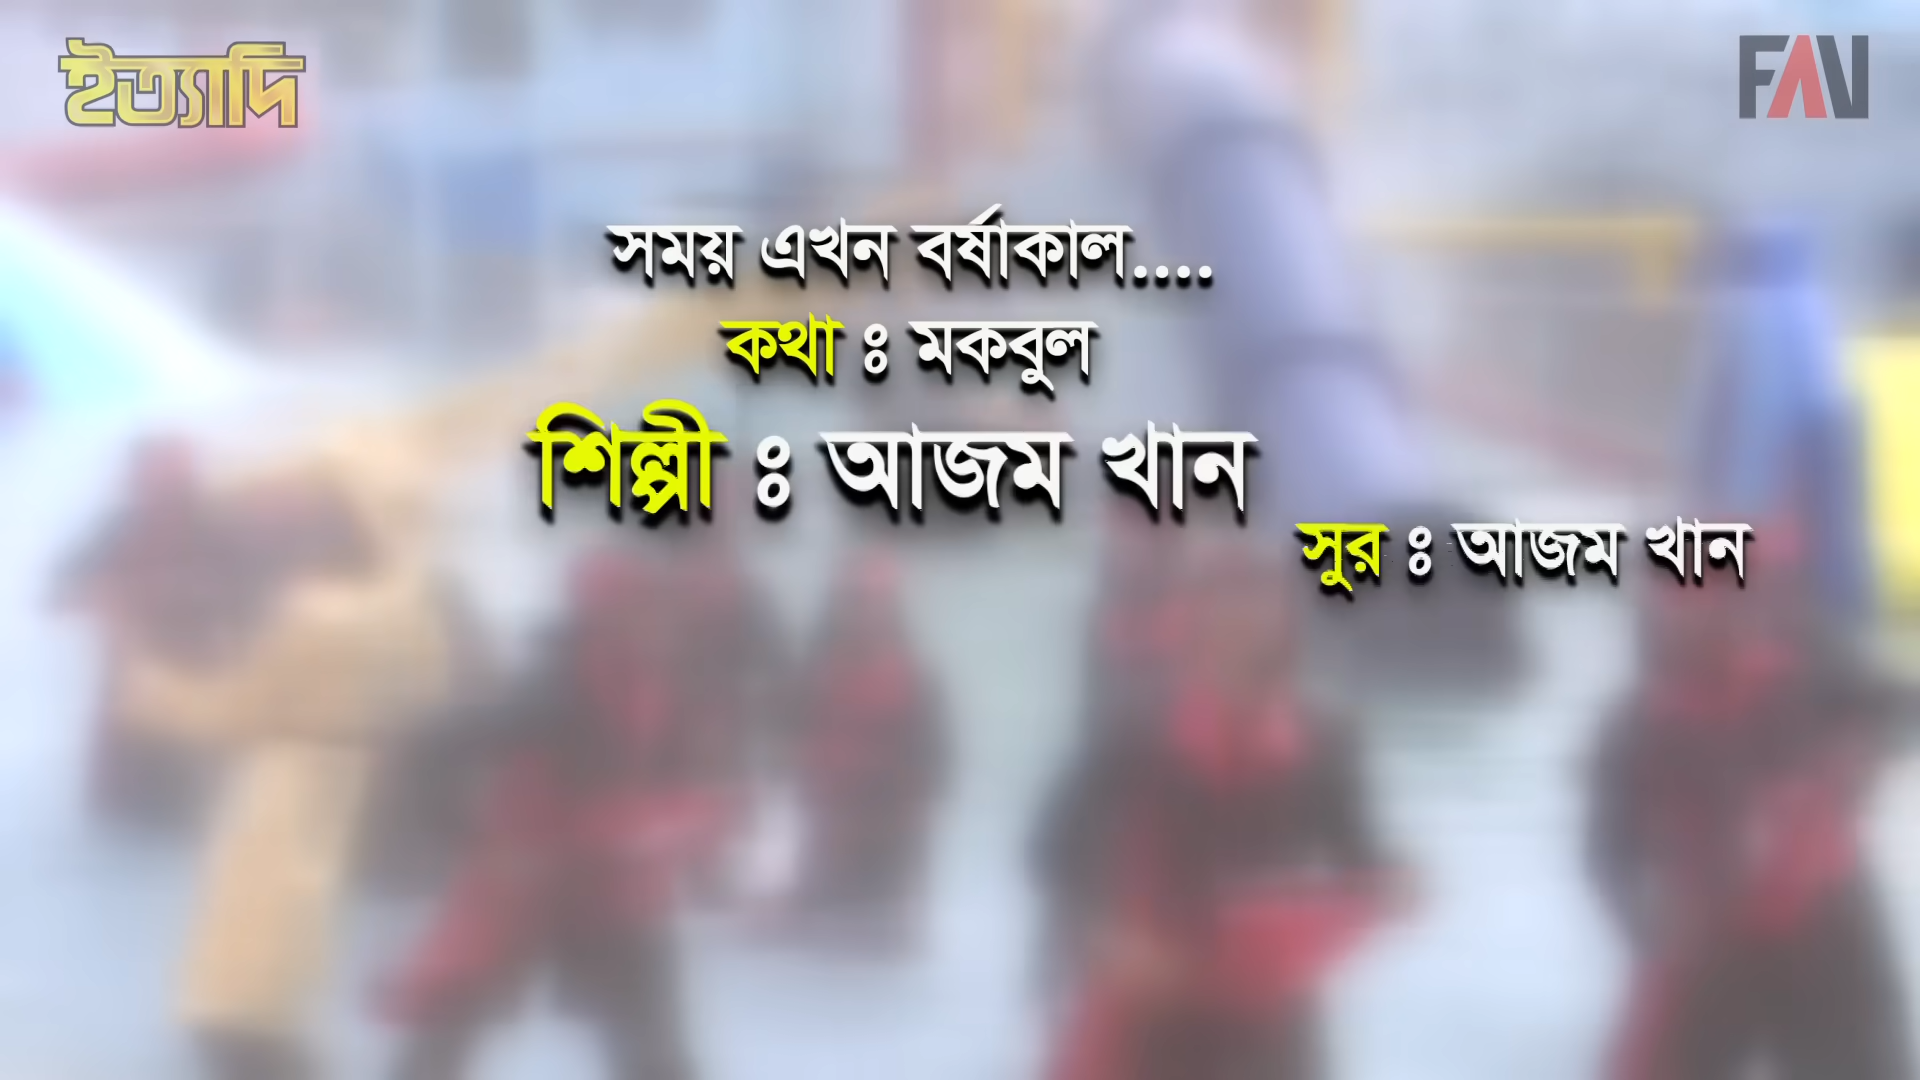 ইত্যাদি
FAV
সময় এখন বর্ষাকাল....
কথা ঃ মকবুল
শিল্পী ঃ আজম খান
সুর ঃ আজম খান